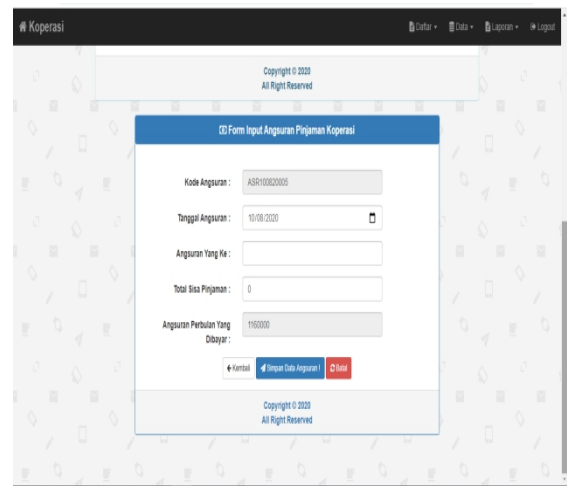 Koperasi Daftar Data Laporan Logout
Copyright © 2020
All Right Reserved
Form Input Angsuran Pinjaman Koperasi
Kode Angsuran : ASR100820005
Tanggal Angsuran : 10/08/2020
Angsuran Yang Ke :
Total Sisa Pinjaman : 0
Angsuran Perbulan Yang
Dibayar : 1160000
Kembali Simpan Data Angsuran ! Batal
Copyright © 2020
All Right Reserved